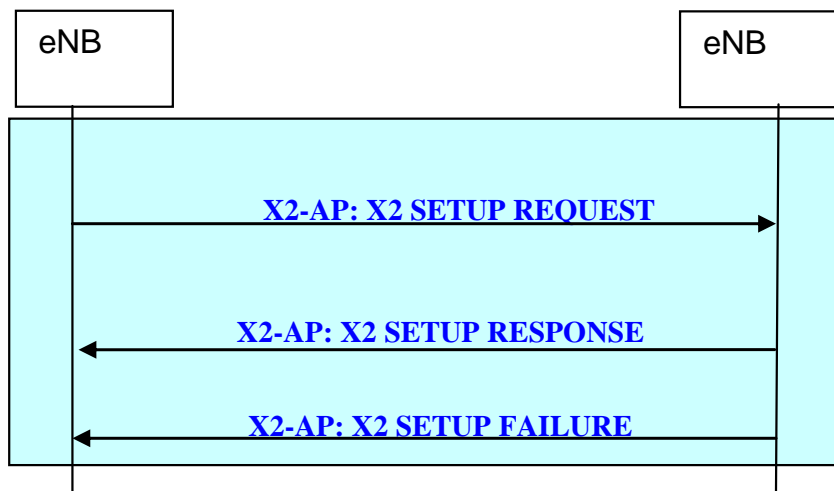 eNB
eNB
X2-AP: X2 SETUP REQUEST
X2-AP: X2 SETUP RESPONSE
X2-AP: X2 SETUP FAILURE